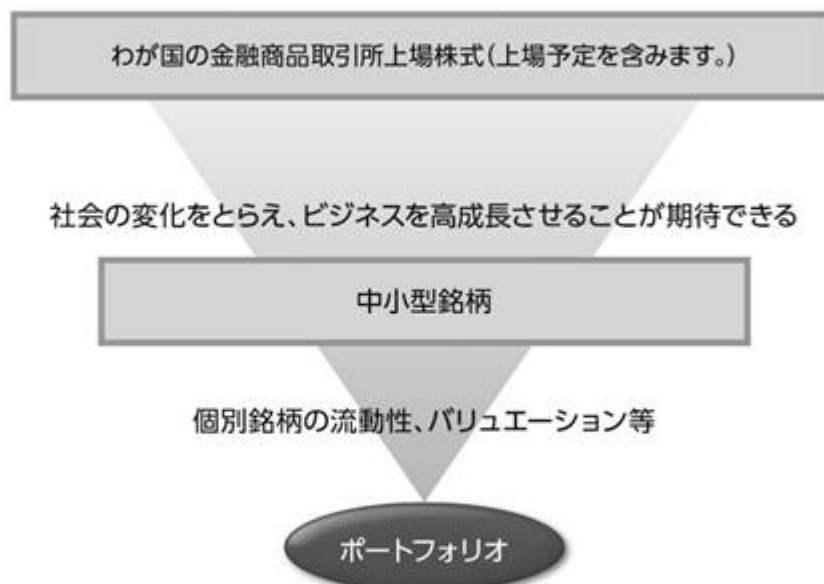 わが国の金融商品取引所上場株式(上場予定を含みます。)
社会の変化をとらえ、ビジネスを高成長させることが期待できる
中小型銘柄
個別銘柄の流動性、バリュエーション等
ポートフォリオ